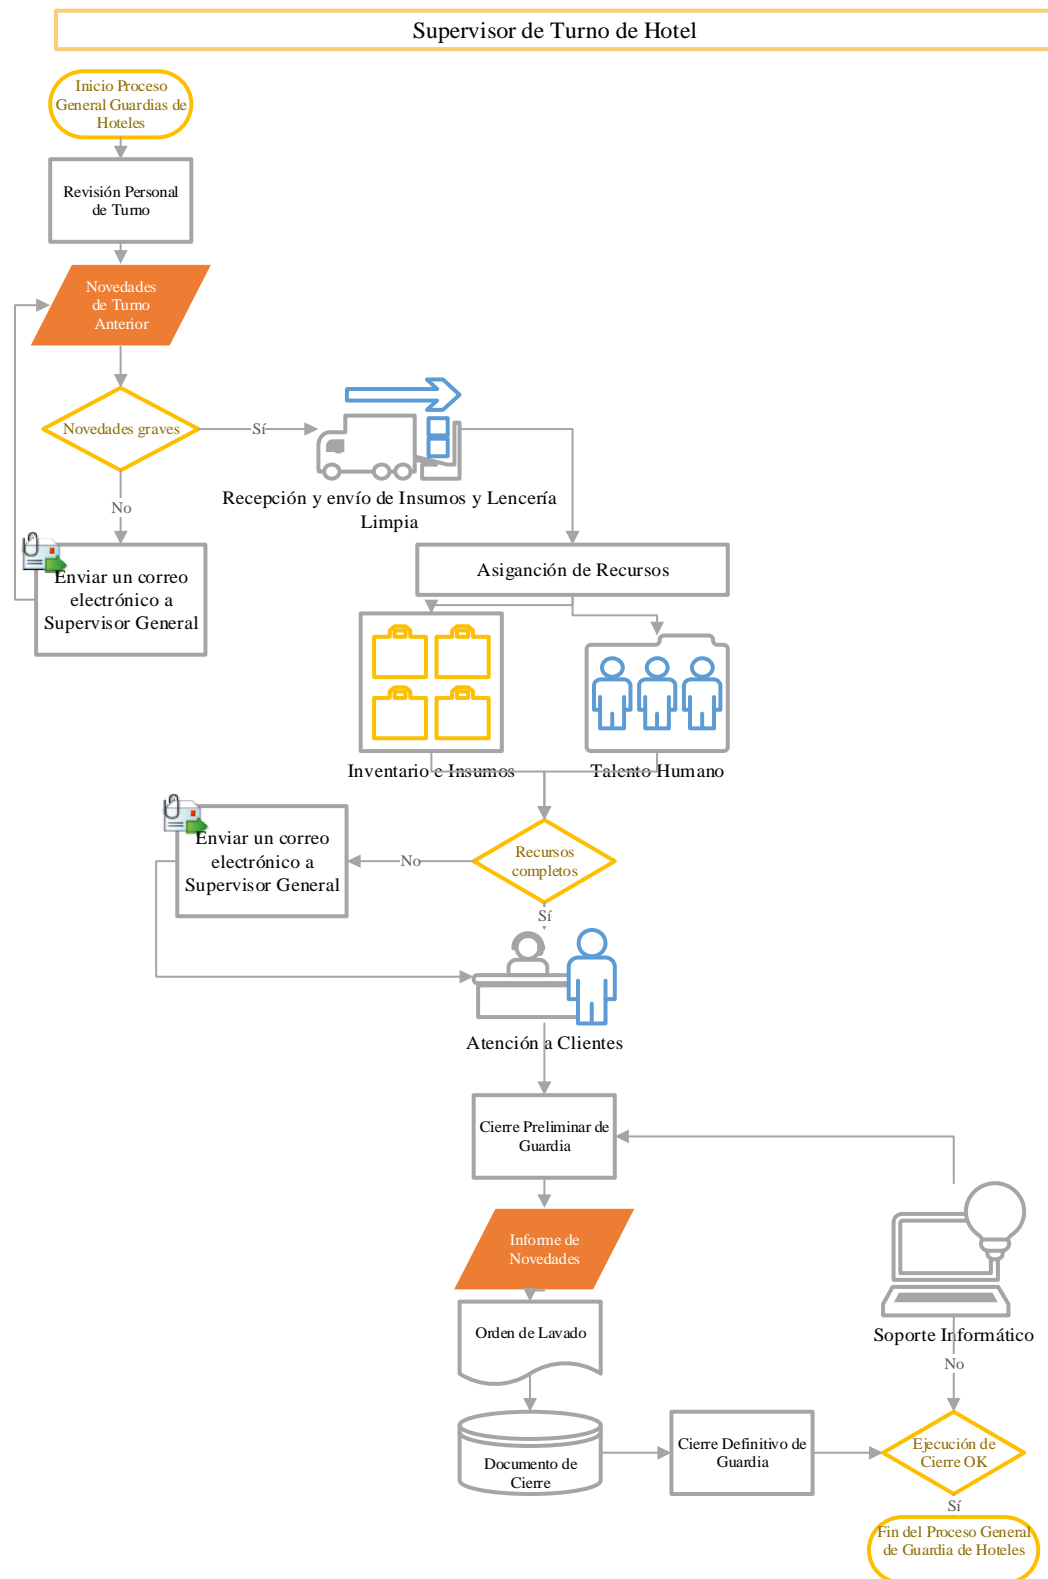 Supervisor de Turno de Hotel
Inicio Proceso
General Guardias de
Hoteles
Revisión Personal
de Turno
Novedades
de Turno
Anterior
Novedades graves
Sí
No
Recepción y envío de Insumos y Lencería
Limpia
Enviar un correo
electrónico a
Supervisor General
Asiganción de Recursos
Inventario e Insumos
Talento Humano
Enviar un correo
electrónico a
Supervisor General
No
Recursos
completos
Sí
Atención a Clientes
Cierre Preliminar de
Guardia
Informe de
Novedades
Orden de Lavado
Soporte Informático
No
Documento de
Cierre
Cierre Definitivo de
Guardia
Ejecución de
Cierre OK
Sí
Fin del Proceso General
de Guardia de Hoteles